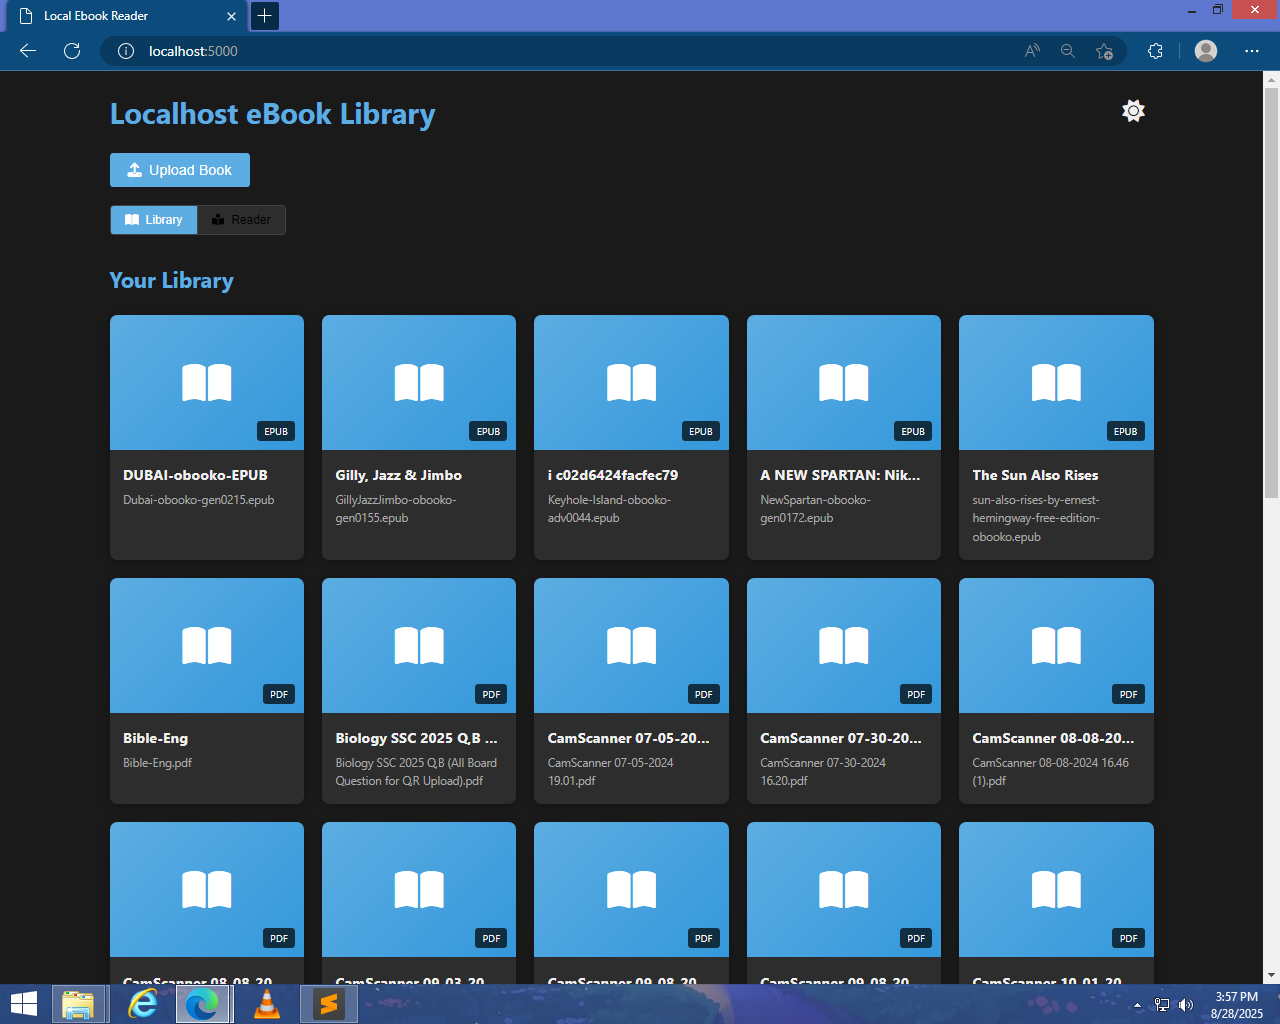 Local Ebook Reader
localhost:5000
Localhost eBook Library
Upload Book
Library
Reader
Your Library
EPUB
EPUB
EPUB
EPUB
EPUB
DUBAI-obooko-EPUB
Dubai-obooko-gen0215.epub
Gilly, Jazz & Jimbo
GillyJazzJimbo-obooko-
gen0155.epub
i c02d6424facfec79
Keyhole-Island-obooko-
adv0044.epub
A NEW SPARTAN: Nik...
NewSpartan-obooko-
gen0172.epub
The Sun Also Rises
sun-also-rises-by-ernest-
hemingway-free-edition-
obooko.epub
PDF
PDF
PDF
PDF
PDF
Bible-Eng
Bible-Eng.pdf
Biology SSC 2025 Q,B ...
Biology SSC 2025 Q,B (All Board
Question for Q,R Upload).pdf
CamScanner 07-05-20...
CamScanner 07-05-2024
19.01.pdf
CamScanner 07-30-20...
CamScanner 07-30-2024
16.20.pdf
CamScanner 08-08-20...
CamScanner 08-08-2024 16.46
(1).pdf
PDF
PDF
PDF
PDF
PDF
CamScanner 08-08-20...
CamScanner 09-03-20...
CamScanner 09-08-20...
CamScanner 09-08-20...
CamScanner 10-01-20...
3:57 PM
8/28/2025